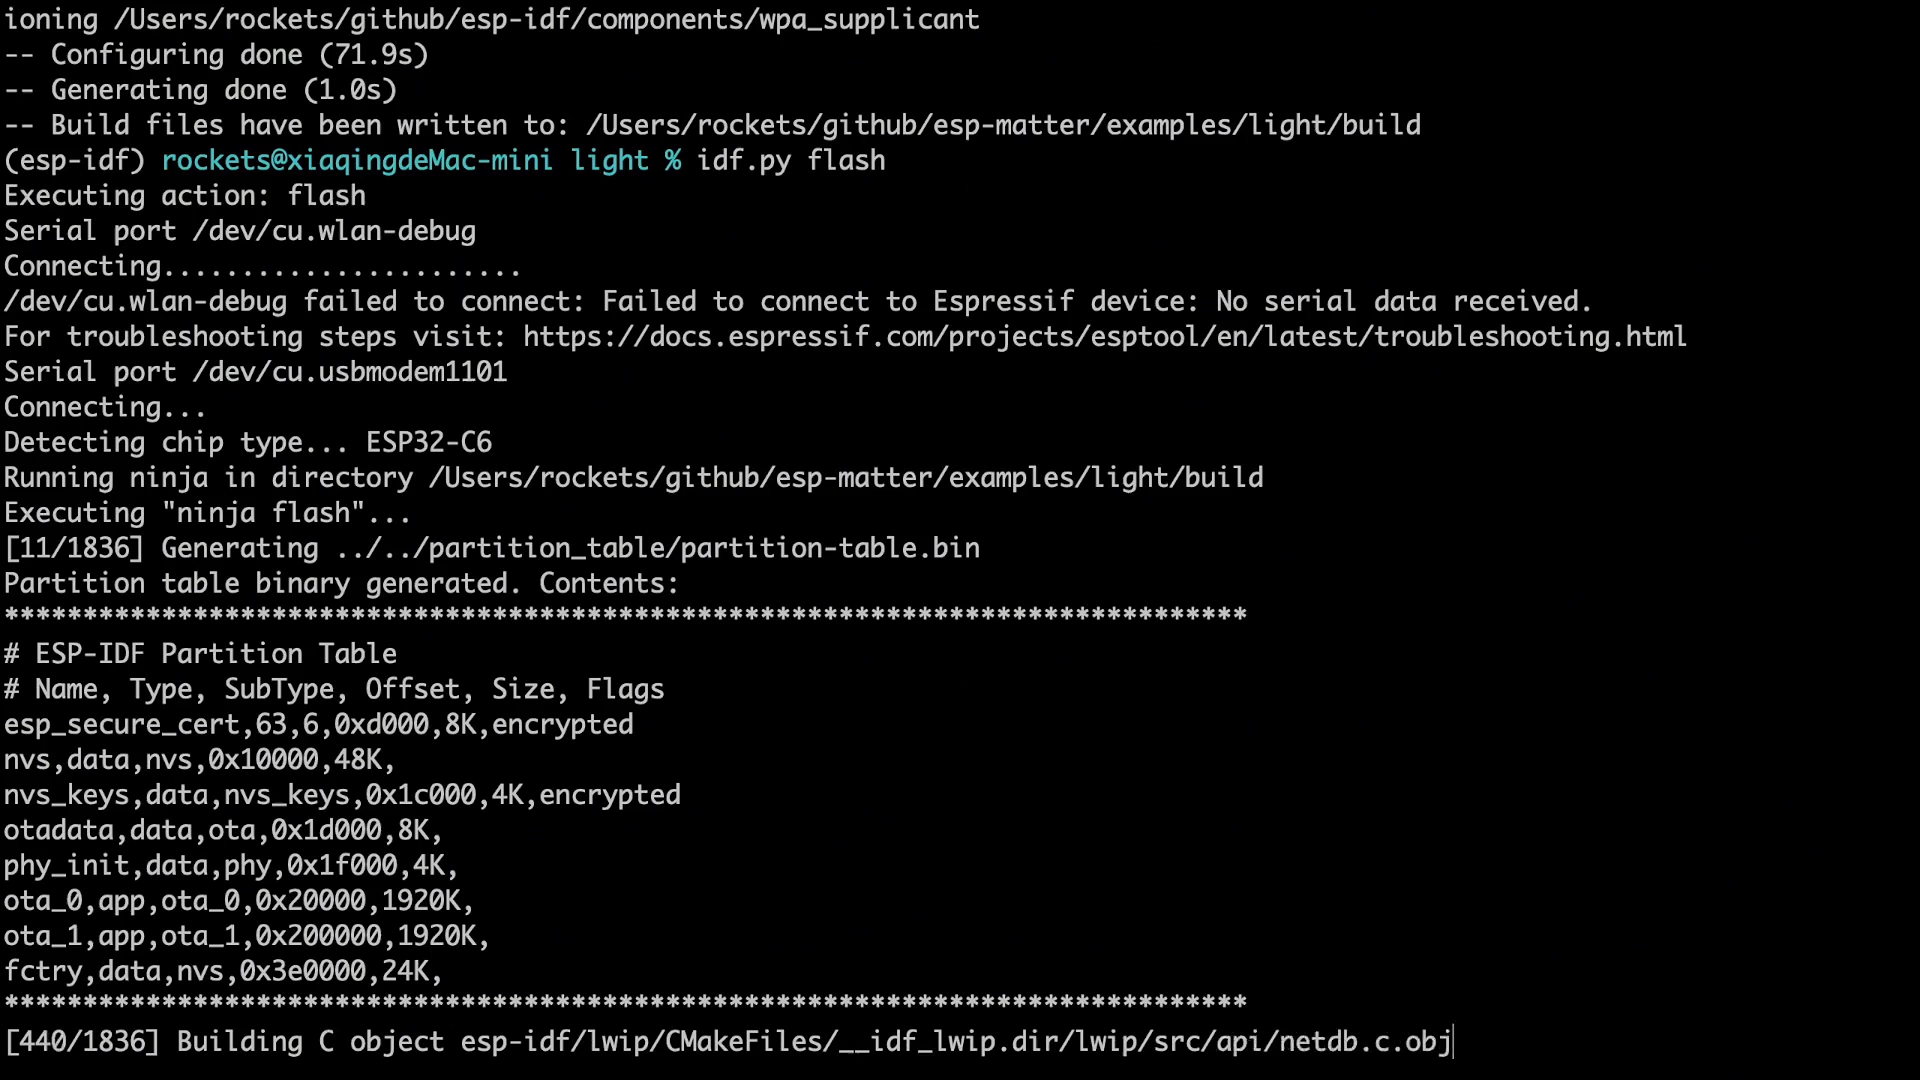 ioning /Users/rockets/github/esp-idf/components/wpa_supplicant
-- Configuring done (71.9s)
-- Generating done (1.0s)
-- Build files have been written to: /Users/rockets/github/esp-matter/examples/light/build
(esp-idf) rockets@xiaqingdeMac-mini light % idf.py flash
Executing action: flash
Serial port /dev/cu.wlan-debug
Connecting.......................
/dev/cu.wlan-debug failed to connect: Failed to connect to Espressif device: No serial data received.
For troubleshooting steps visit: https://docs.espressif.com/projects/esptool/en/latest/troubleshooting.html
Serial port /dev/cu.usbmodem1101
Connecting...
Detecting chip type... ESP32-C6
Running ninja in directory /Users/rockets/github/esp-matter/examples/light/build
Executing "ninja flash"...
[11/1836] Generating ../../partition_table/partition-table.bin
Partition table binary generated. Contents:
*******************************************************************************
# ESP-IDF Partition Table
# Name, Type, SubType, Offset, Size, Flags
esp_secure_cert,63,6,0xd000,8K,encrypted
nvs,data,nvs,0x10000,48K,
nvs_keys,data,nvs_keys,0x1c000,4K,encrypted
otadata,data,ota,0x1d000,8K,
phy_init,data,phy,0x1f000,4K,
ota_0,app,ota_0,0x20000,1920K,
ota_1,app,ota_1,0x200000,1920K,
fctry,data,nvs,0x3e0000,24K,
*******************************************************************************
[440/1836] Building C object esp-idf/lwip/CMakeFiles/__idf_lwip.dir/lwip/src/api/netdb.c.obj